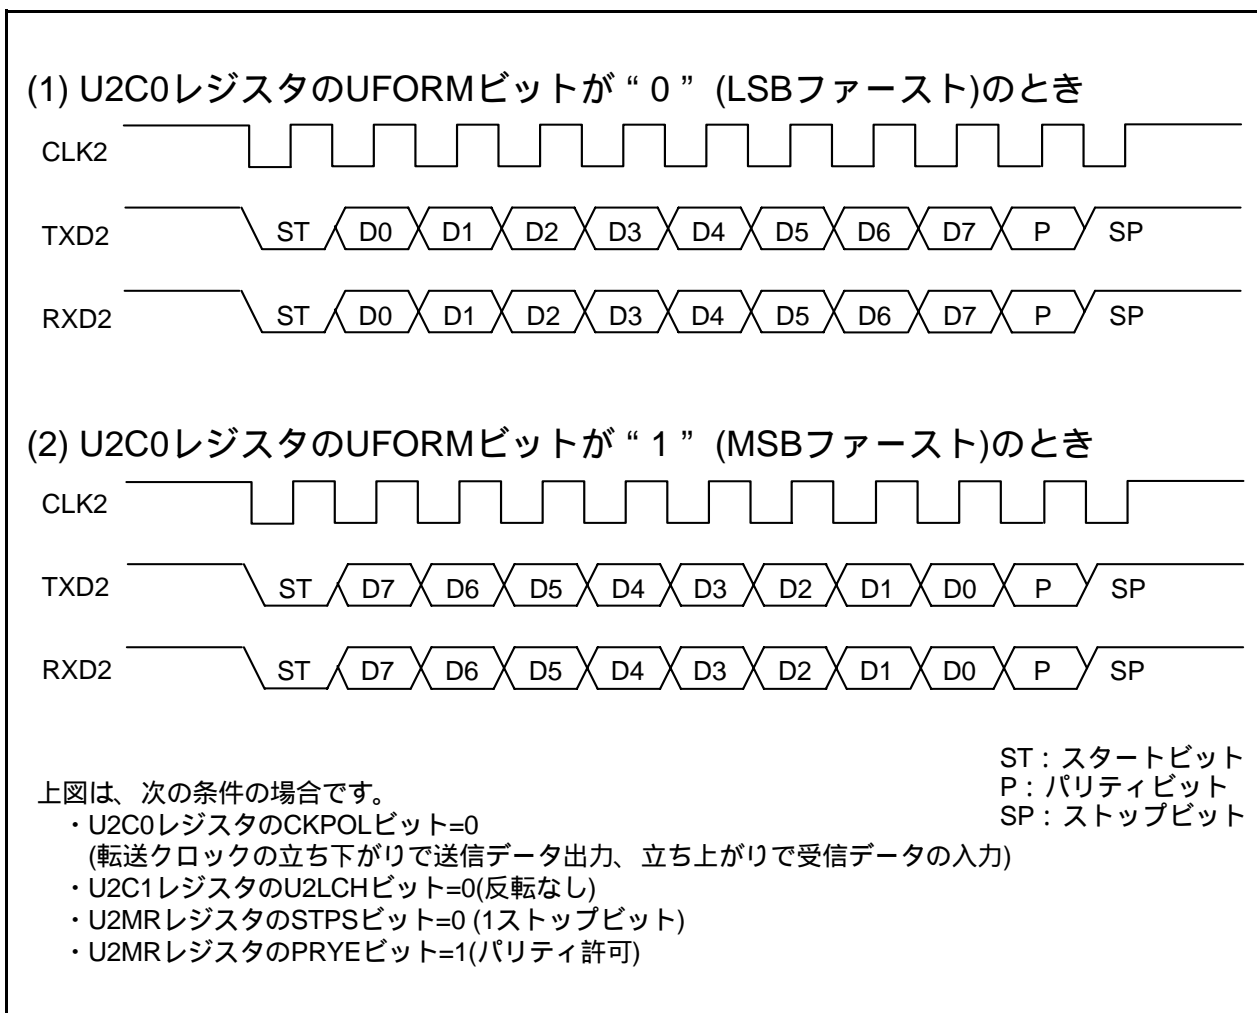 (1) U2C0レジスタのUFORMビットが“0” (LSBファースト)のとき
CLK2
TXD2 ST D0 D1 D2 D3 D4 D5 D6 D7 P SP
RXD2 ST D0 D1 D2 D3 D4 D5 D6 D7 P SP
(2) U2C0レジスタのUFORMビットが“1” (MSBファースト)のとき
CLK2
TXD2 ST D7 D6 D5 D4 D3 D2 D1 D0 P SP
RXD2 ST D7 D6 D5 D4 D3 D2 D1 D0 P SP
ST:スタートビット
P:パリティビット
SP:ストップビット
上図は、次の条件の場合です。
・U2C0レジスタのCKPOLビット=0
(転送クロックの立ち下がりで送信データ出力、立ち上がりで受信データの入力)
・U2C1レジスタのU2LCHビット=0(反転なし)
・U2MRレジスタのSTPSビット=0 (1ストップビット)
・U2MRレジスタのPRYEビット=1(パリティ許可)